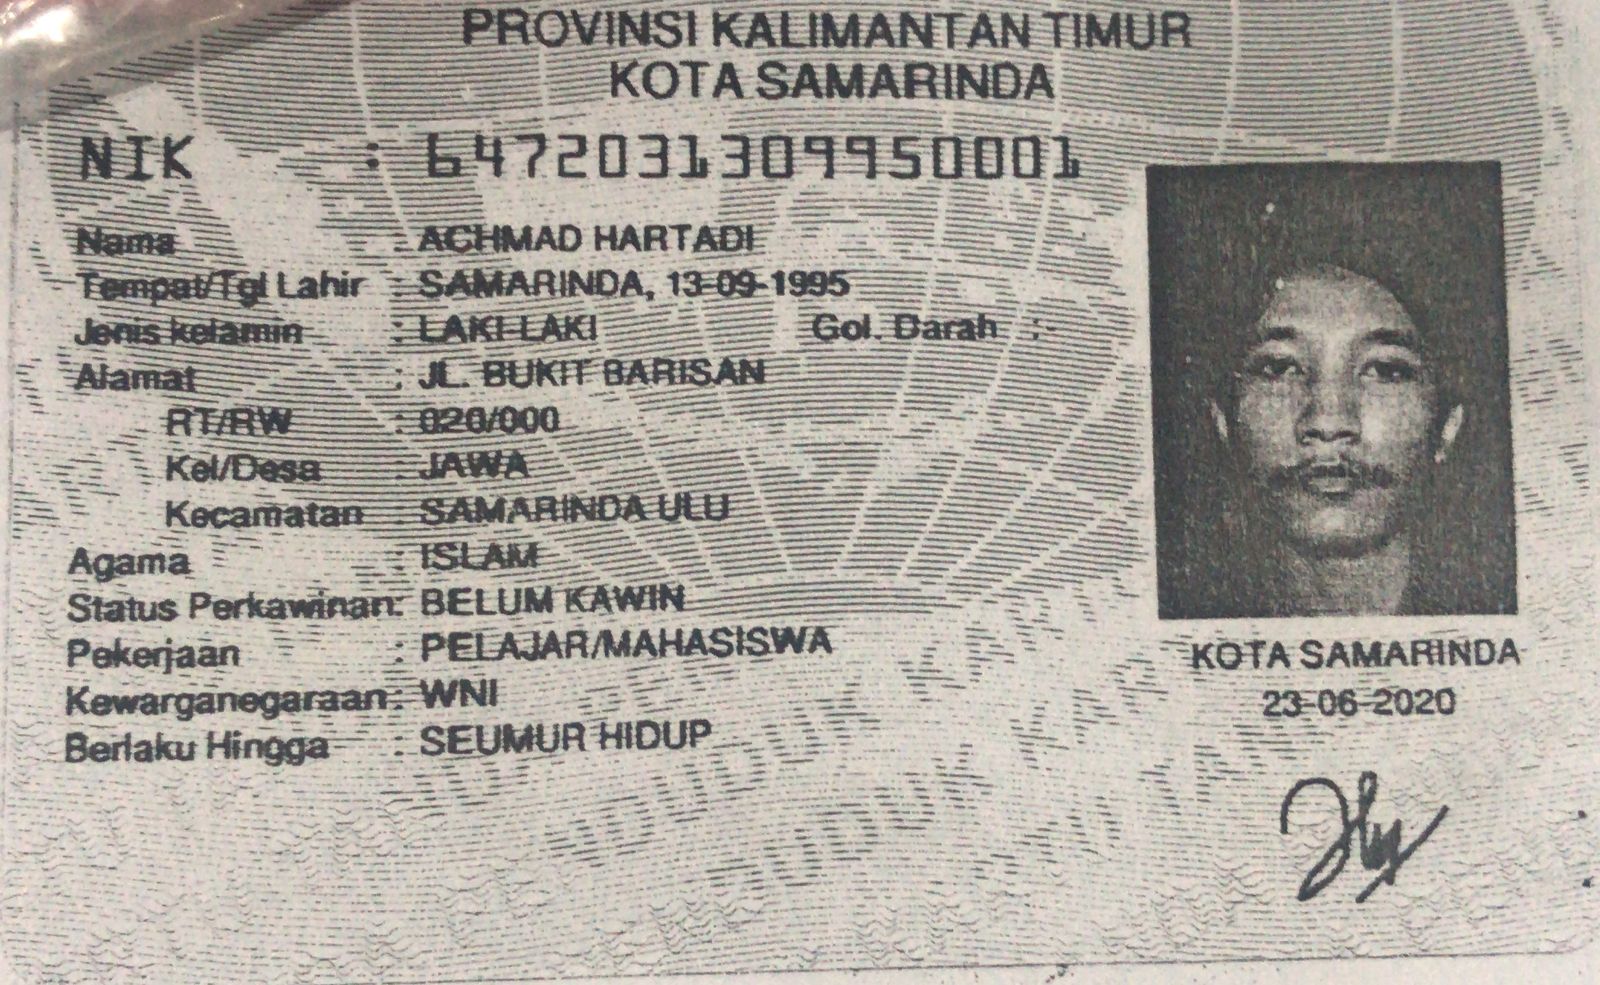 PROVINSI KALIMANTAN TIMUR
KOTA SAMARINDA
NIK : 6472031309950001
Nama : ACHMAD HARTADI
Tempat/Tgl Lahir : SAMARINDA, 13-09-1995
Jenis kelamin : LAKI-LAKI Gol. Darah : -
Alamat : JL. BUKIT BARISAN
RT/RW : 020/000
Kel/Desa : JAWA
Kecamatan : SAMARINDA ULU
Agama : ISLAM
Status Perkawinan: BELUM KAWIN
Pekerjaan : PELAJAR/MAHASISWA
Kewarganegaraan: WNI
Berlaku Hingga : SEUMUR HIDUP
KOTA SAMARINDA
23-06-2020